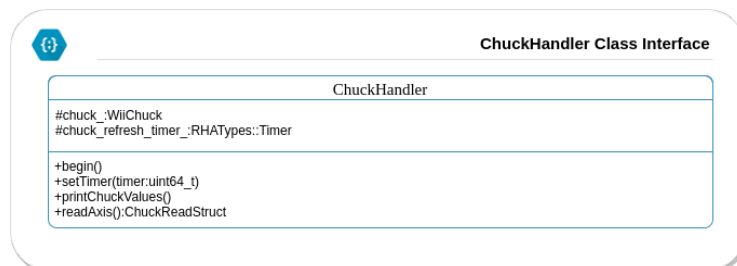 {:}
ChuckHandler Class Interface
ChuckHandler
#chuck_:WiiChuck
#chuck_refresh_timer_:RHATypes::Timer
+begin()
+setTimer(timer:uint64_t)
+printChuckValues()
+readAxis():ChuckReadStruct